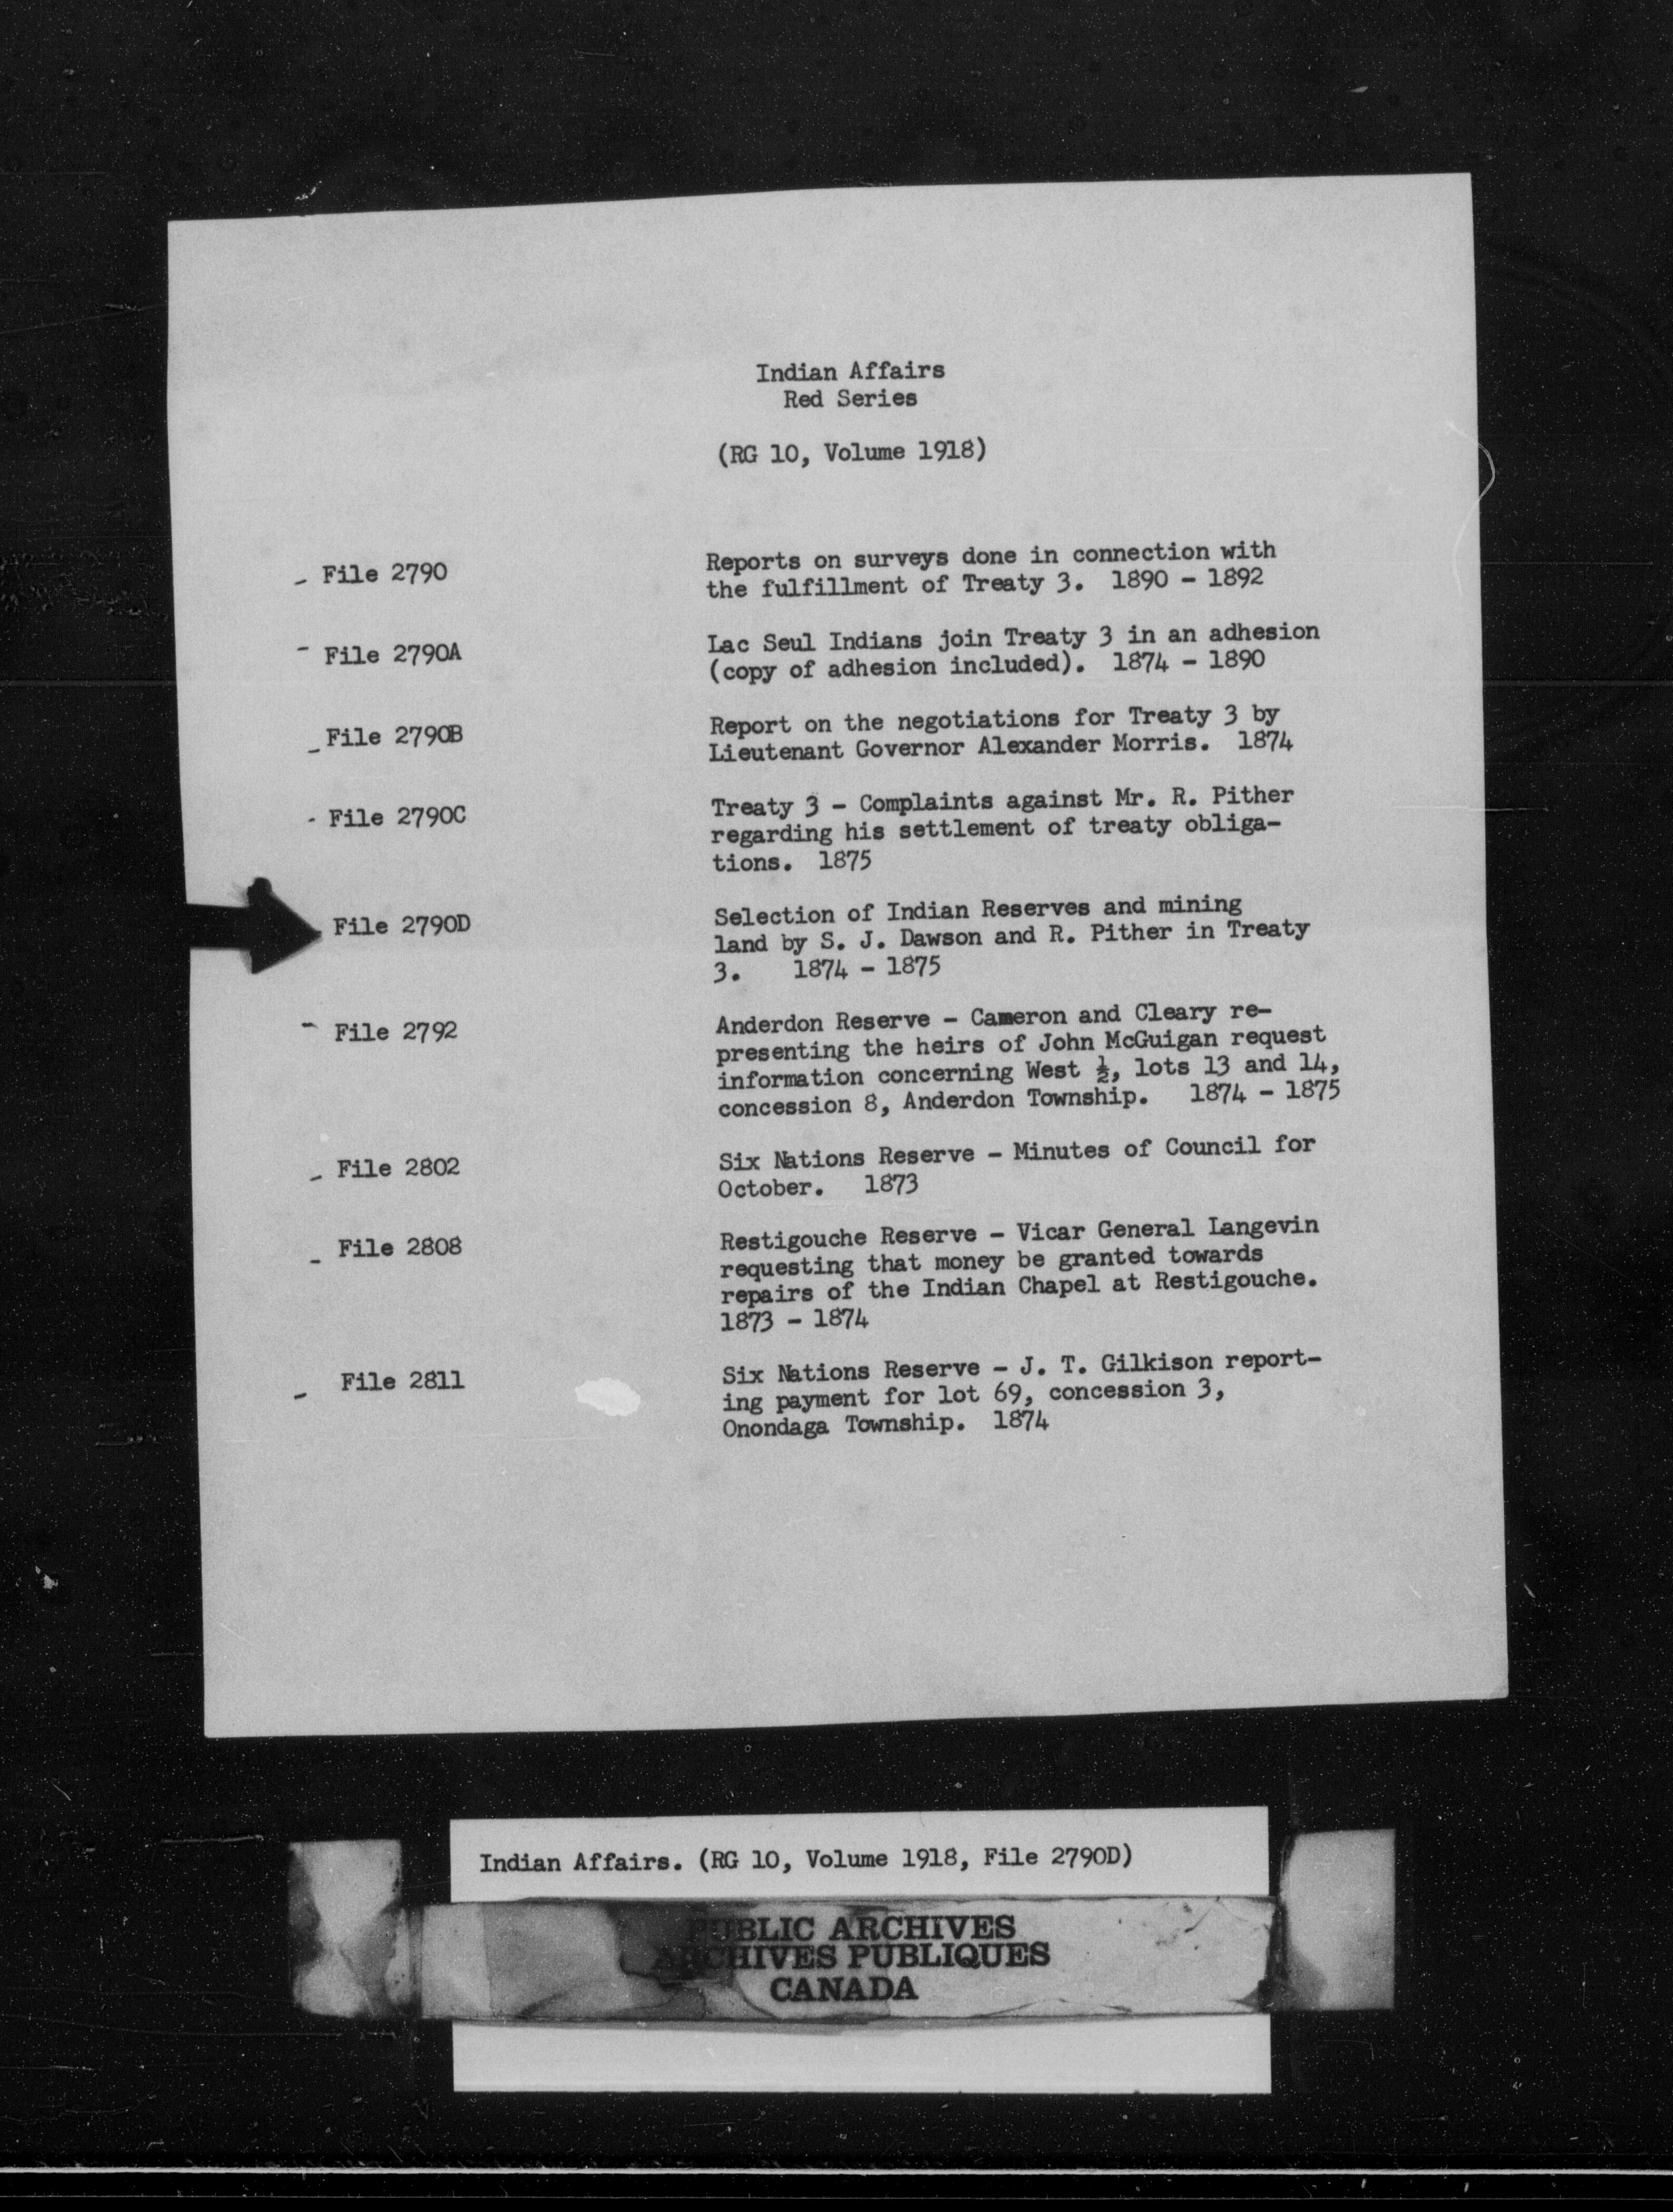 Indian Affairs
Red Series
(RG 10, Volume 1918)
- File 2790
Reports on surveys done in connection with
the fulfillment of Treaty 3. 1890 - 1892
- File 2790A
Lac Seul Indians join Treaty 3 in an adhesion
(copy of adhesion included). 1874 - 1890
- File 2790B
Report on the negotiations for Treaty 3 by
Lieutenant Governor Alexander Morris. 1874
- File 2790C
Treaty 3 - Complaints against Mr. R. Pither
regarding his settlement of treaty obliga-
tions. 1875
File 2790D
Selection of Indian Reserves and mining
land by S. J. Dawson and R. Pither in Treaty
3. 1874 - 1875
- File 2792
Anderdon Reserve - Cameron and Cleary re-
presenting the heirs of John McGuigan request
information concerning West ½, lots 13 and 14,
concession 8, Anderdon Township. 1874 - 1875
- File 2802
Six Nations Reserve - Minutes of Council for
October. 1873
- File 2808
Restigouche Reserve - Vicar General Langevin
requesting that money be granted towards
repairs of the Indian Chapel at Restigouche.
1873 - 1874
- File 2811
Six Nations Reserve - J. T. Gilkison report-
ing payment for lot 69, concession 3,
Onondaga Township. 1874
Indian Affairs. (RG 10, Volume 1918, File 2790D)
PUBLIC ARCHIVES
ARCHIVES PUBLIQUES
CANADA